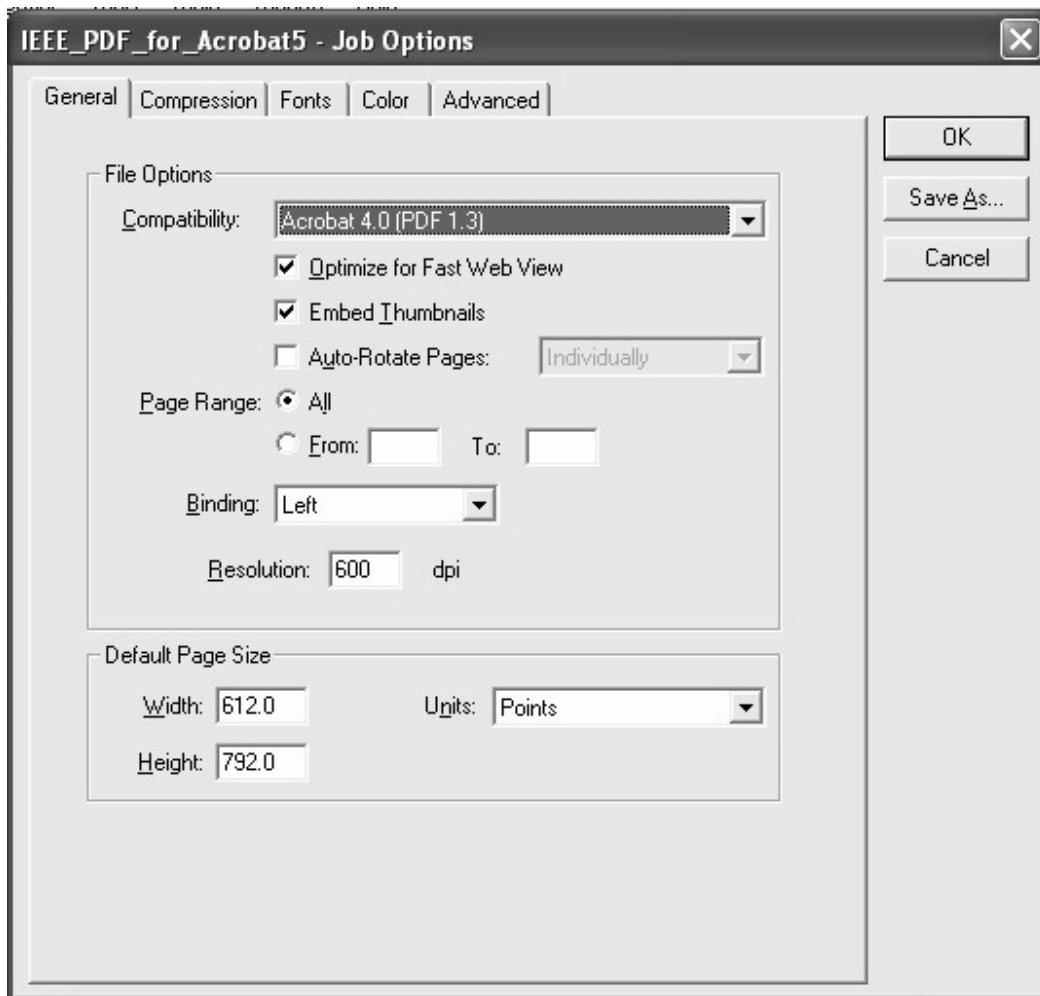 IEEE_PDF_for_Acrobat5 - Job Options
General Compression Fonts Color Advanced
OK
File Options
Save As...
Compatibility: Acrobat 4.0 (PDF 1.3)
Optimize for Fast Web View
Cancel
Embed Thumbnails
Auto-Rotate Pages: Individually
Page Range: All
From: To:
Binding: Left
Resolution: 600 dpi
Default Page Size
Width: 612.0 Units: Points
Height: 792.0